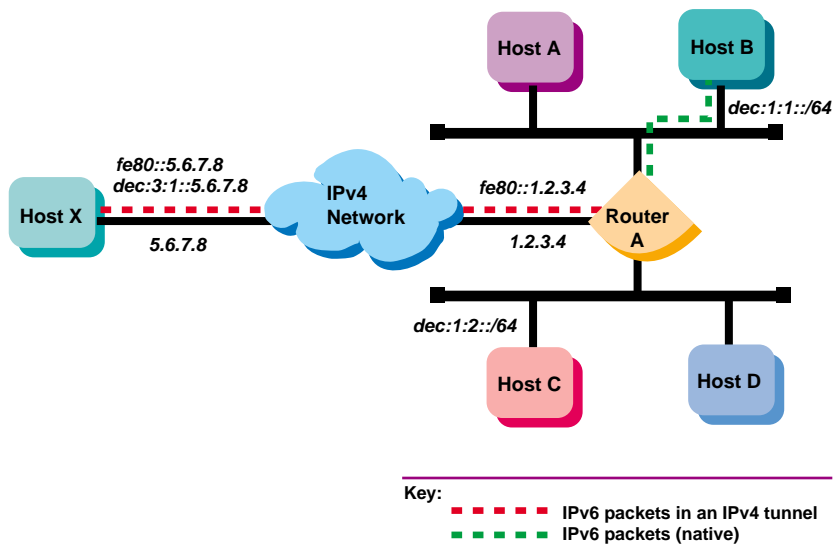 Host A
Host B
dec:1:1::/64
fe80::5.6.7.8
dec:3:1::5.6.7.8
Host X
5.6.7.8
IPv4
Network
fe80::1.2.3.4
1.2.3.4
Router
A
dec:1:2::/64
Host C
Host D
Key:
IPv6 packets in an IPv4 tunnel
IPv6 packets (native)